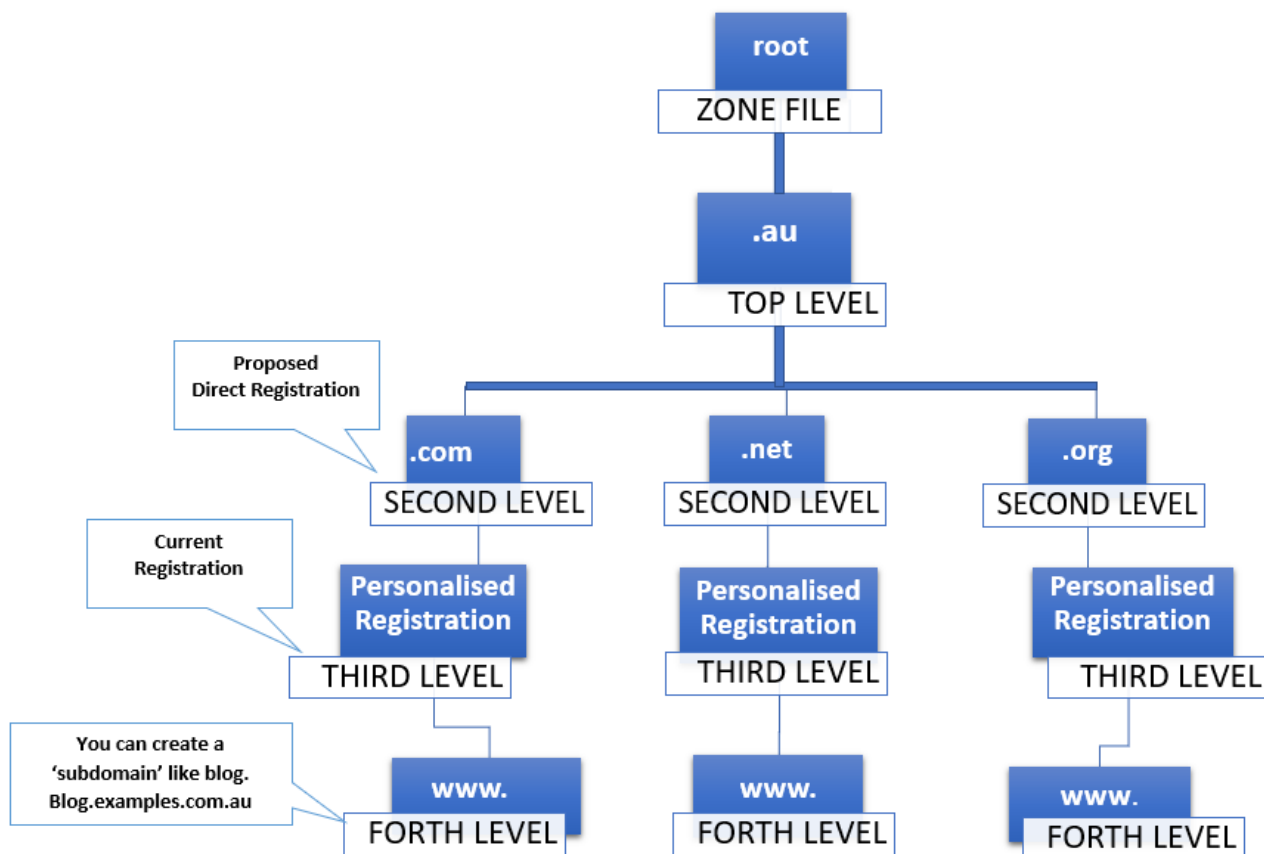 root
ZONE FILE
.au
TOP LEVEL
Proposed
Direct Registration
.com
SECOND LEVEL
.net
SECOND LEVEL
.org
SECOND LEVEL
Current
Registration
Personalised
Registration
THIRD LEVEL
Personalised
Registration
THIRD LEVEL
Personalised
Registration
THIRD LEVEL
You can create a
‘subdomain’ like blog.
Blog.examples.com.au
www.
FORTH LEVEL
www.
FORTH LEVEL
www.
FORTH LEVEL